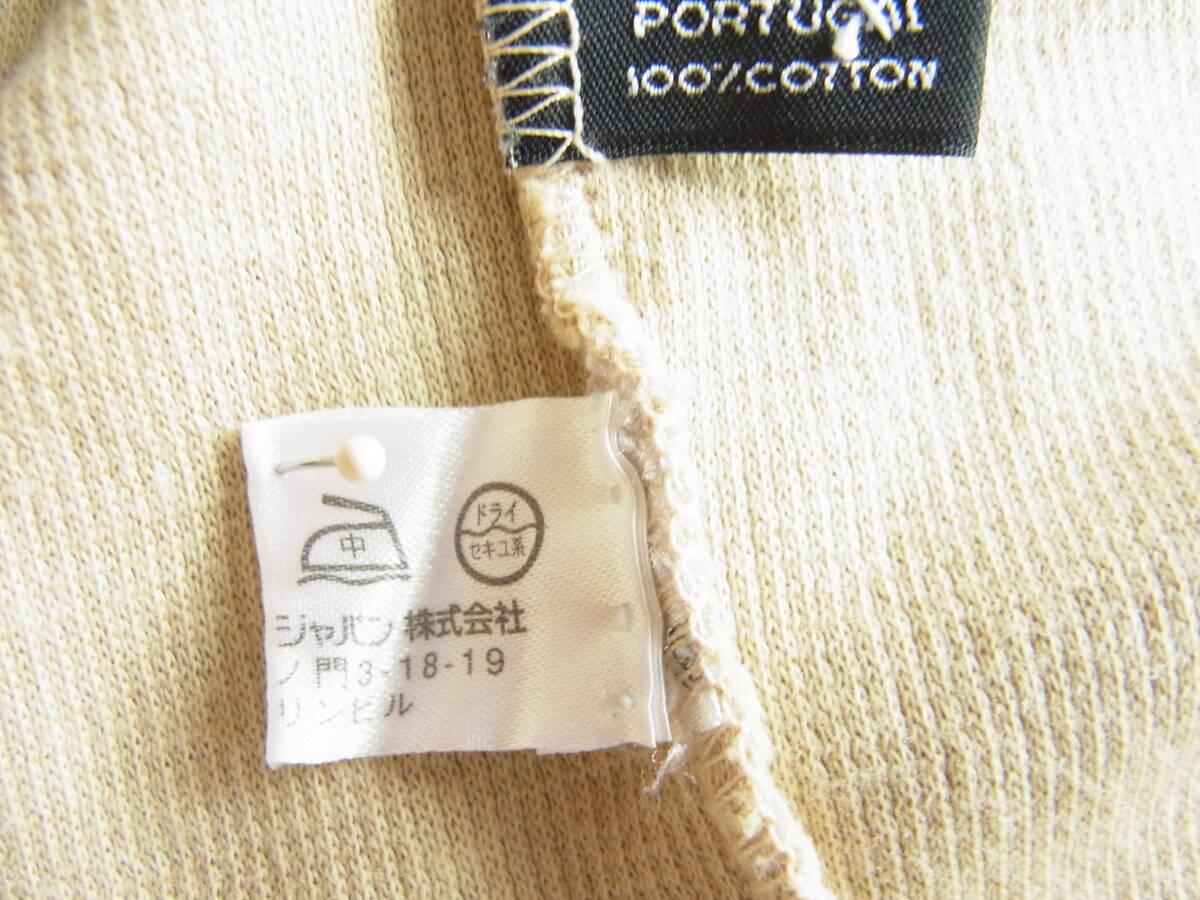 PORTUGAL
100%COTTON
中
ドライ
セキユ系
ジャパン 株式会社
ノ門3-18-19
リンビル